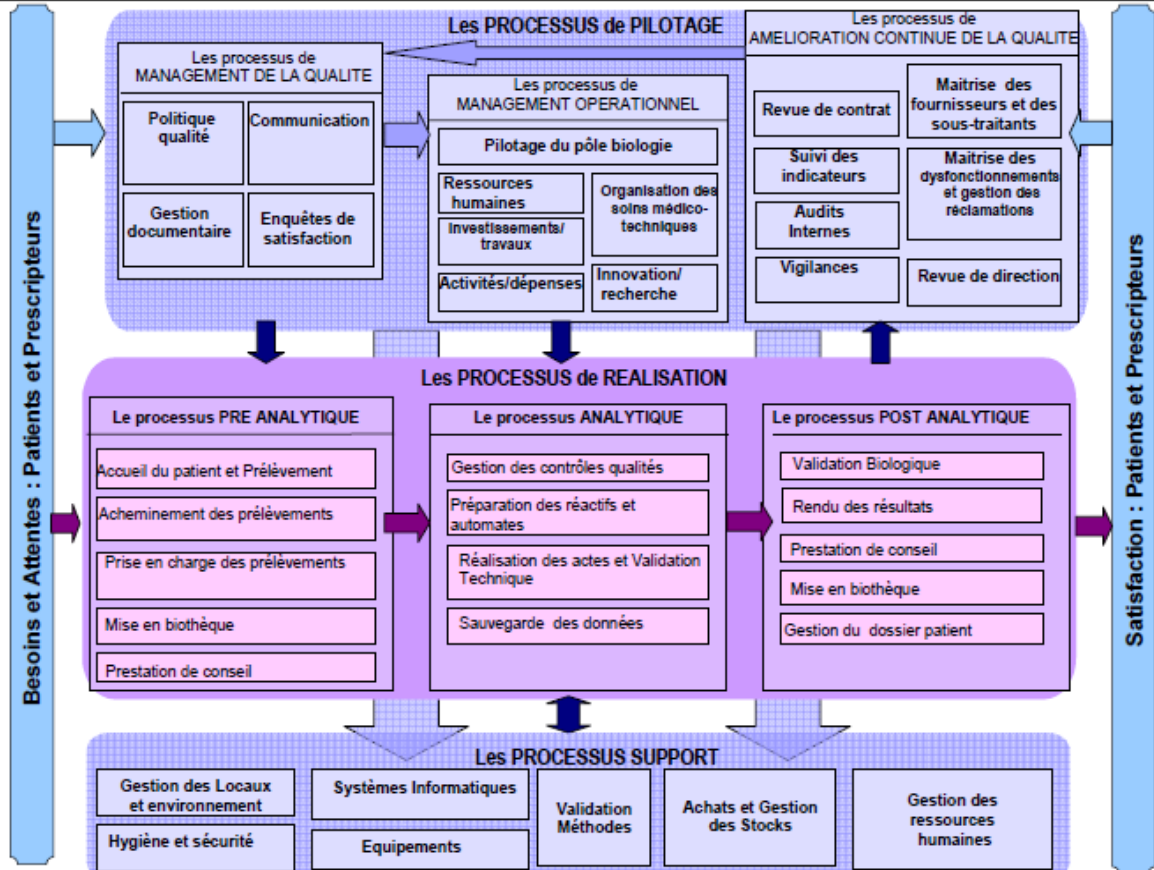 Besoins et Attentes : Patients et Prescripteurs
Les PROCESSUS de PILOTAGE
Les processus de
MANAGEMENT DE LA QUALITE
Politique
qualité
Communication
Gestion
documentaire
Enquêtes de
satisfaction
Les processus de
MANAGEMENT OPERATIONNEL
Pilotage du pôle biologie
Ressources
humaines
Organisation des
soins médico-
techniques
Investissements/
travaux
Activités/dépenses
Innovation/
recherche
Les processus de
AMELIORATION CONTINUE DE LA QUALITE
Revue de contrat
Maitrise des
fournisseurs et des
sous-traitants
Suivi des
indicateurs
Maitrise des
dysfonctionnements
et gestion des
réclamations
Audits
Internes
Vigilances
Revue de direction
Les PROCESSUS de REALISATION
Le processus PRE ANALYTIQUE
Accueil du patient et Prélèvement
Acheminement des prélèvements
Prise en charge des prélèvements
Mise en biothèque
Prestation de conseil
Le processus ANALYTIQUE
Gestion des contrôles qualités
Préparation des réactifs et
automates
Réalisation des actes et Validation
Technique
Sauvegarde des données
Le processus POST ANALYTIQUE
Validation Biologique
Rendu des résultats
Prestation de conseil
Mise en biothèque
Gestion du dossier patient
Les PROCESSUS SUPPORT
Gestion des Locaux
et environnement
Hygiène et sécurité
Systèmes Informatiques
Equipements
Validation
Méthodes
Achats et Gestion
des Stocks
Gestion des
ressources
humaines
Satisfaction : Patients et Prescripteurs